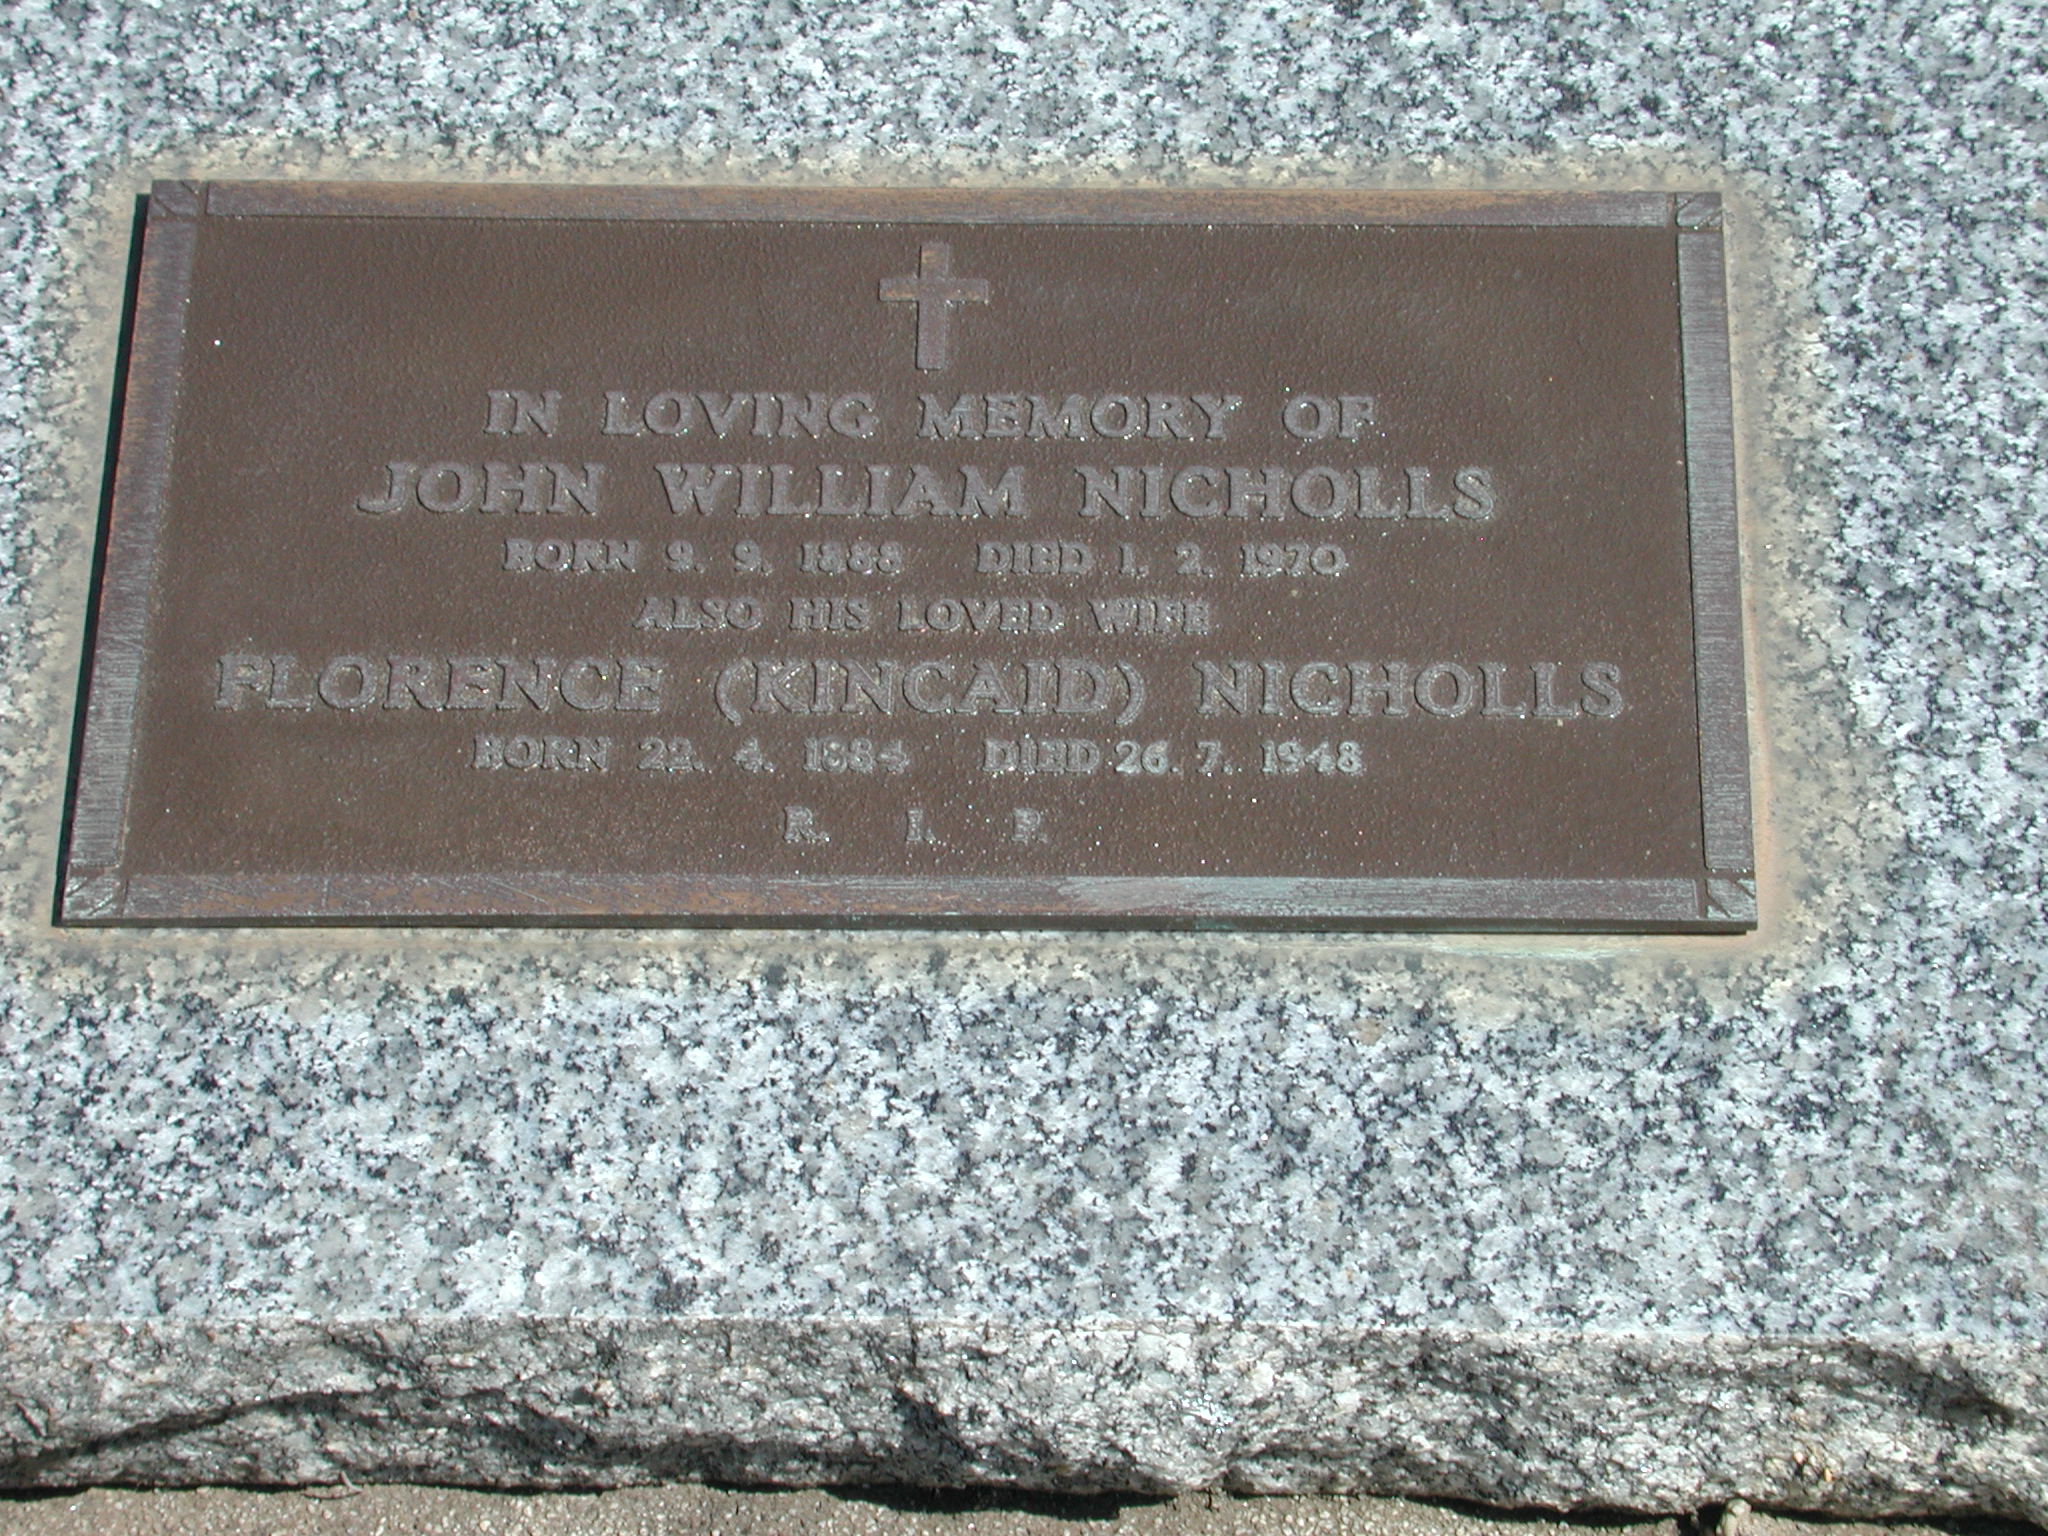 IN LOVING MEMORY OF
JOHN WILLIAM NICHOLLS
BORN 9. 9. 1888 DIED 1. 2. 1970
ALSO HIS LOVED WIFE
FLORENCE (KINCAID) NICHOLLS
BORN 22. 4. 1884 DIED 26. 7. 1948
R. I. P.